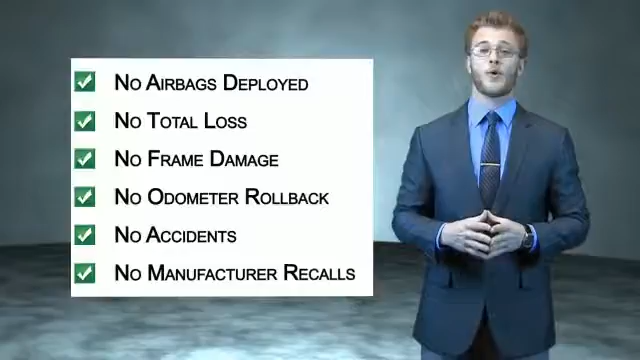 No Airbags Deployed
No Total Loss
No Frame Damage
No Odometer Rollback
No Accidents
No Manufacturer Recalls